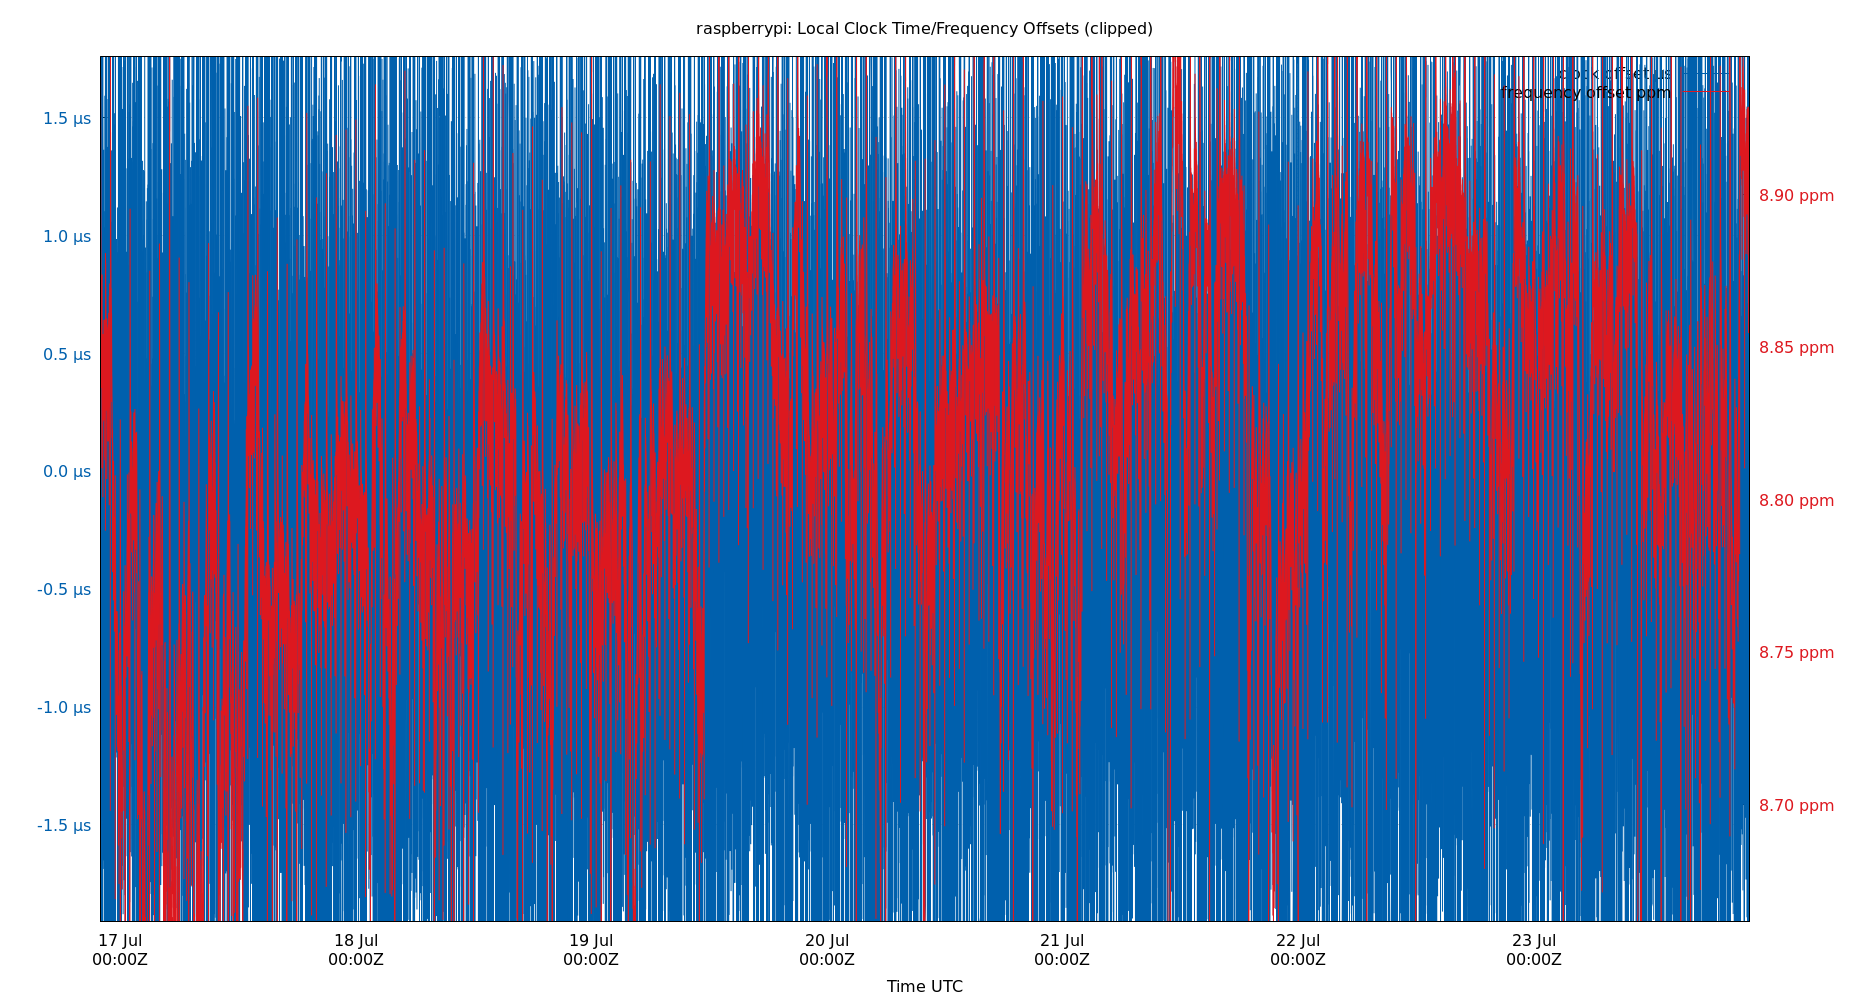 raspberrypi: Local Clock Time/Frequency Offsets (clipped)
clock offset us
frequency offset ppm
1.5 µs
1.0 µs
0.5 µs
0.0 µs
-0.5 µs
-1.0 µs
-1.5 µs
8.90 ppm
8.85 ppm
8.80 ppm
8.75 ppm
8.70 ppm
17 Jul
00:00Z
18 Jul
00:00Z
19 Jul
00:00Z
20 Jul
00:00Z
21 Jul
00:00Z
22 Jul
00:00Z
23 Jul
00:00Z
Time UTC